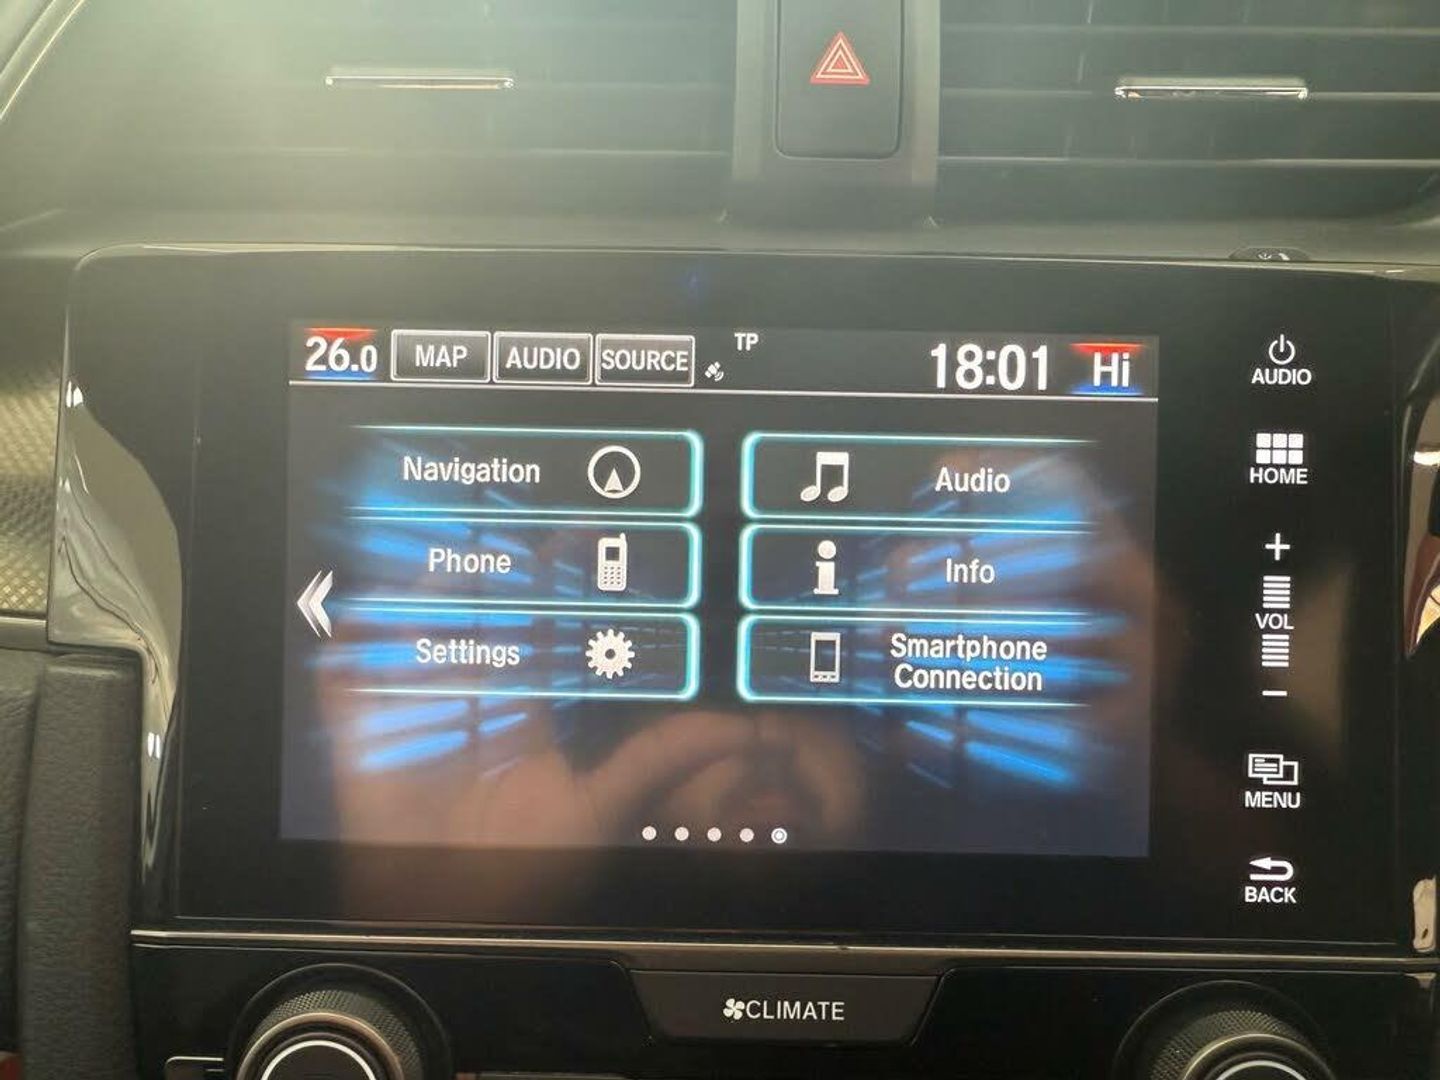 26.0 MAP AUDIO SOURCE TP 18:01 Hi
AUDIO
Navigation
Audio
HOME
Phone
Info
VOL
Settings
Smartphone
Connection
MENU
BACK
CLIMATE